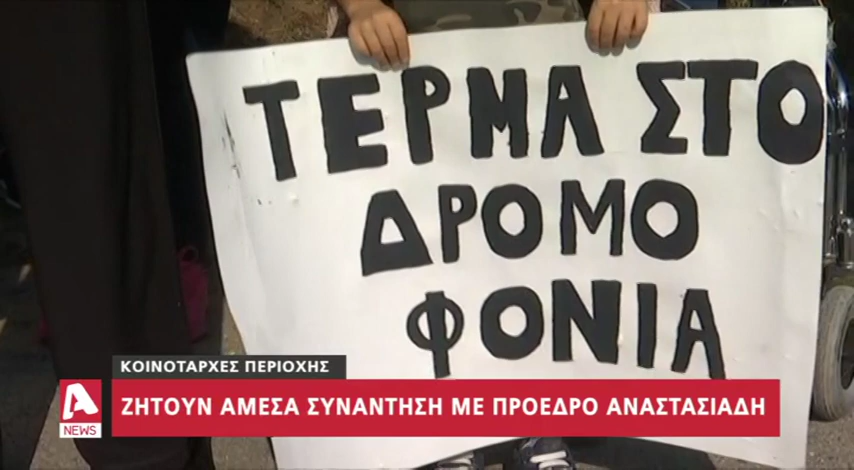 ΤΕΡΜΑ ΣΤΟ
ΔΡΟΜΟ
ΦΟΝΙΑ
ΚΟΙΝΟΤΑΡΧΕΣ ΠΕΡΙΟΧΗΣ
ΖΗΤΟΥΝ ΑΜΕΣΑ ΣΥΝΑΝΤΗΣΗ ΜΕ ΠΡΟΕΔΡΟ ΑΝΑΣΤΑΣΙΑΔΗ
A
NEWS